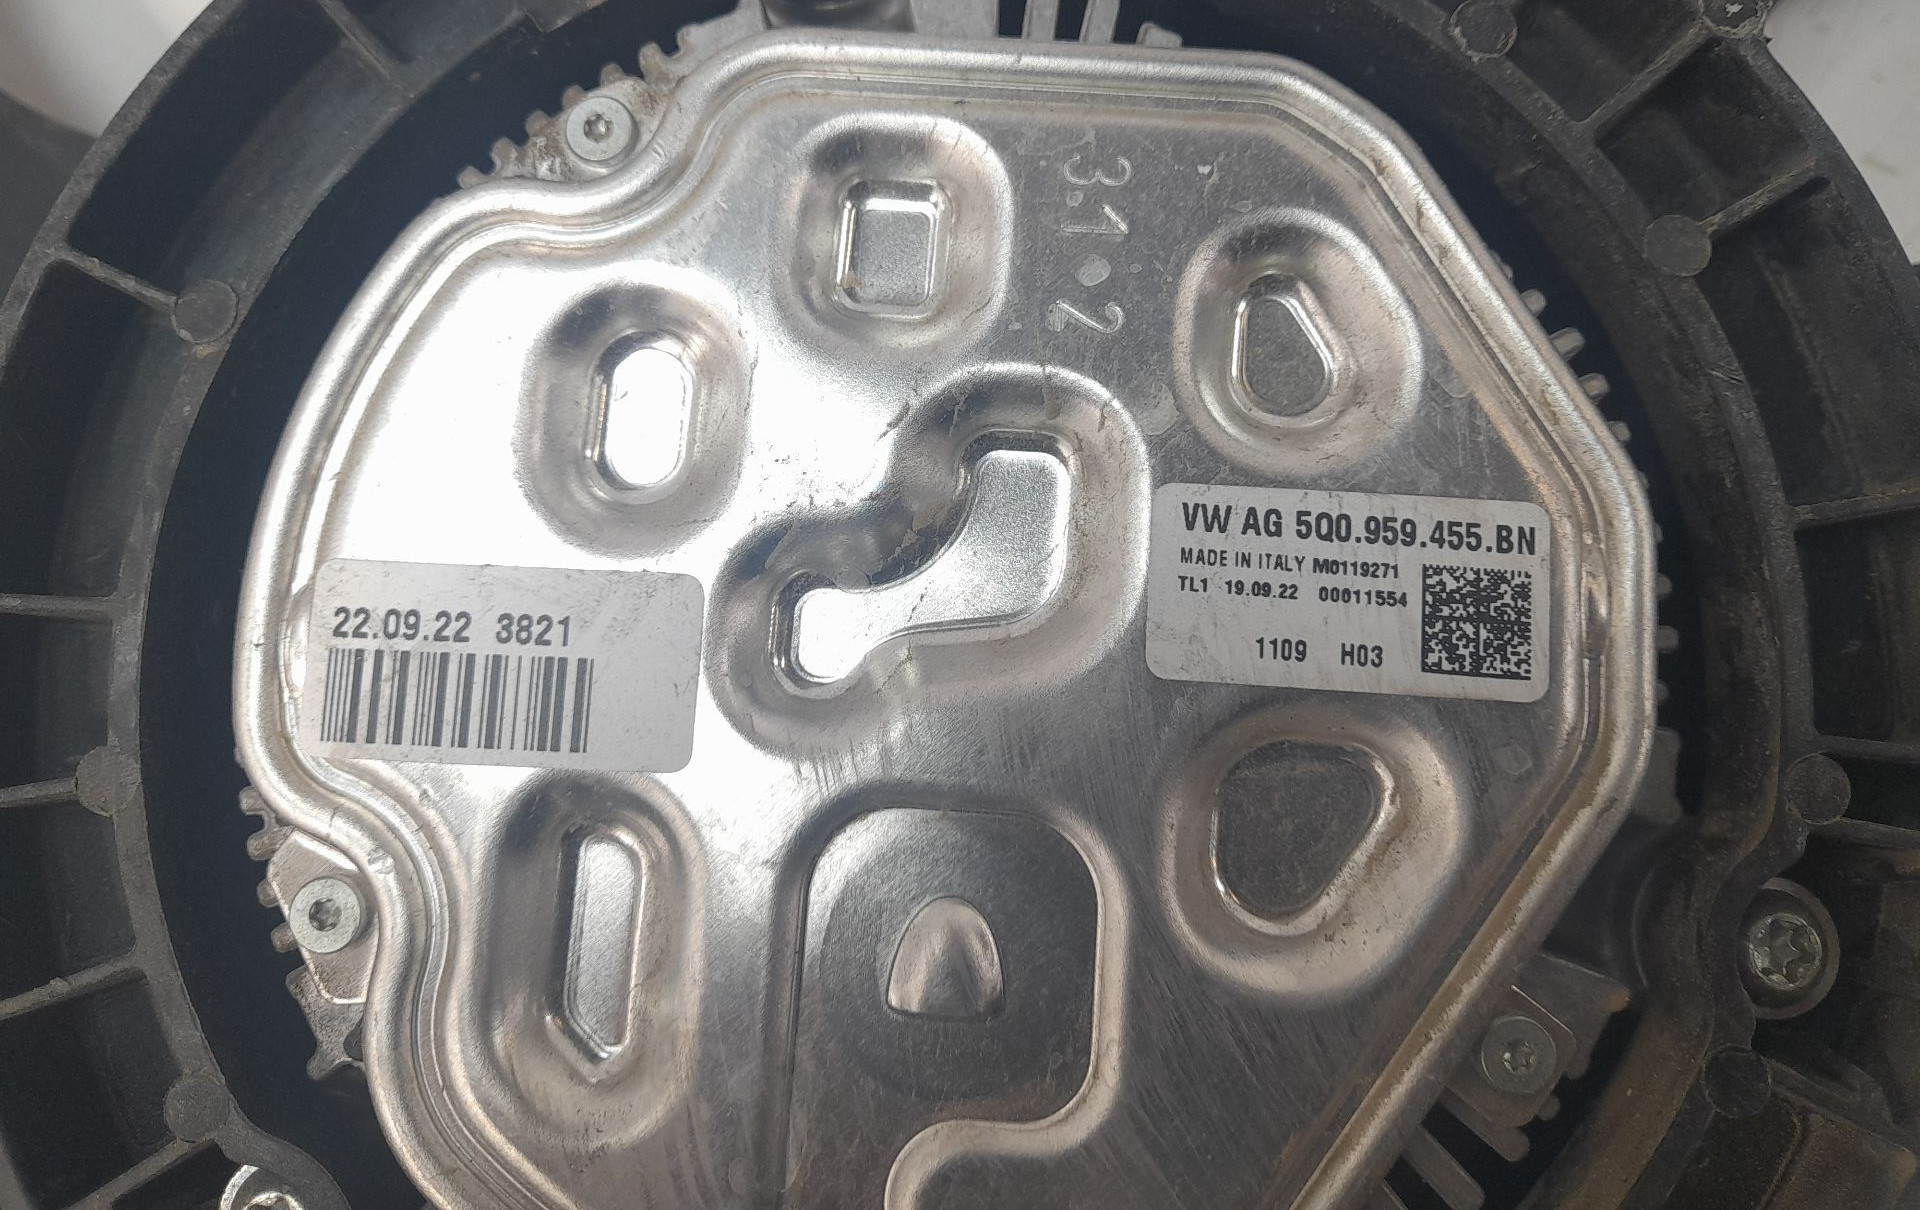 3.1.2
VW AG 5Q0.959.455.BN
MADE IN ITALY M0119271
TL1 19.09.22 00011554
1109 H03
22.09.22 3821